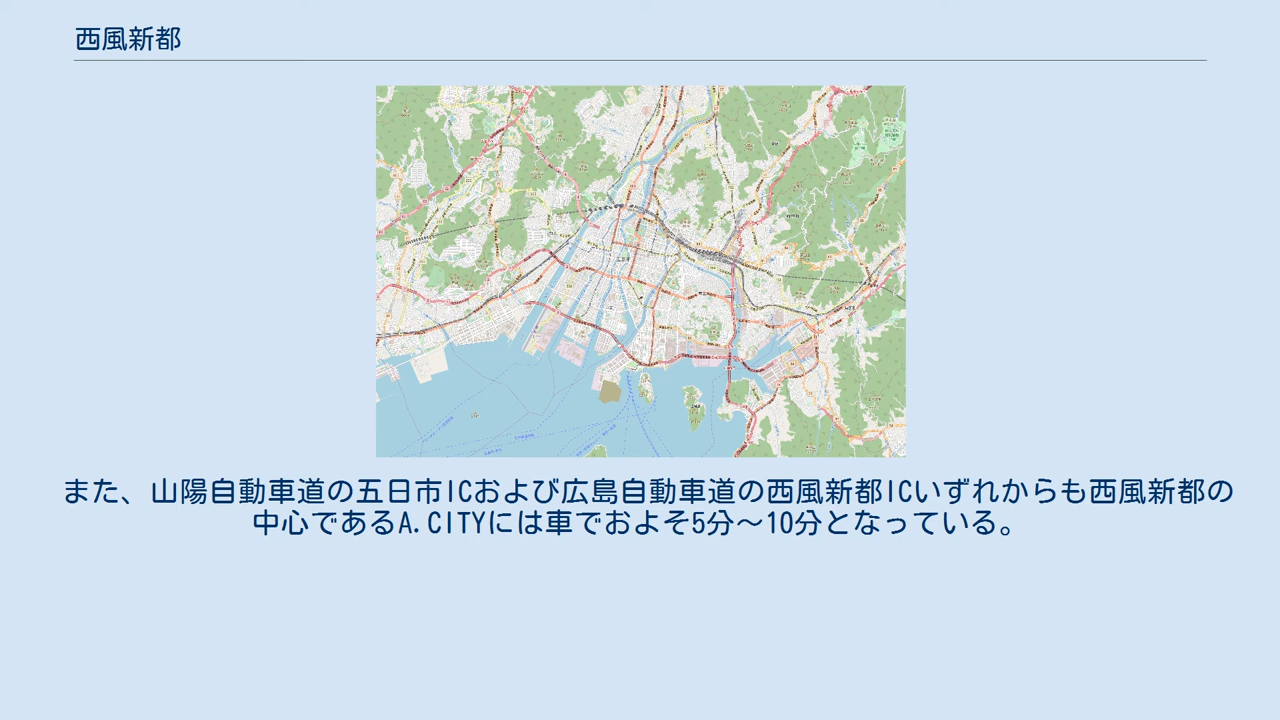 西風新都
また、山陽自動車道の五日市ICおよび広島自動車道の西風新都ICいずれからも西風新都の
中心であるA.CITYには車でおよそ5分～10分となっている。